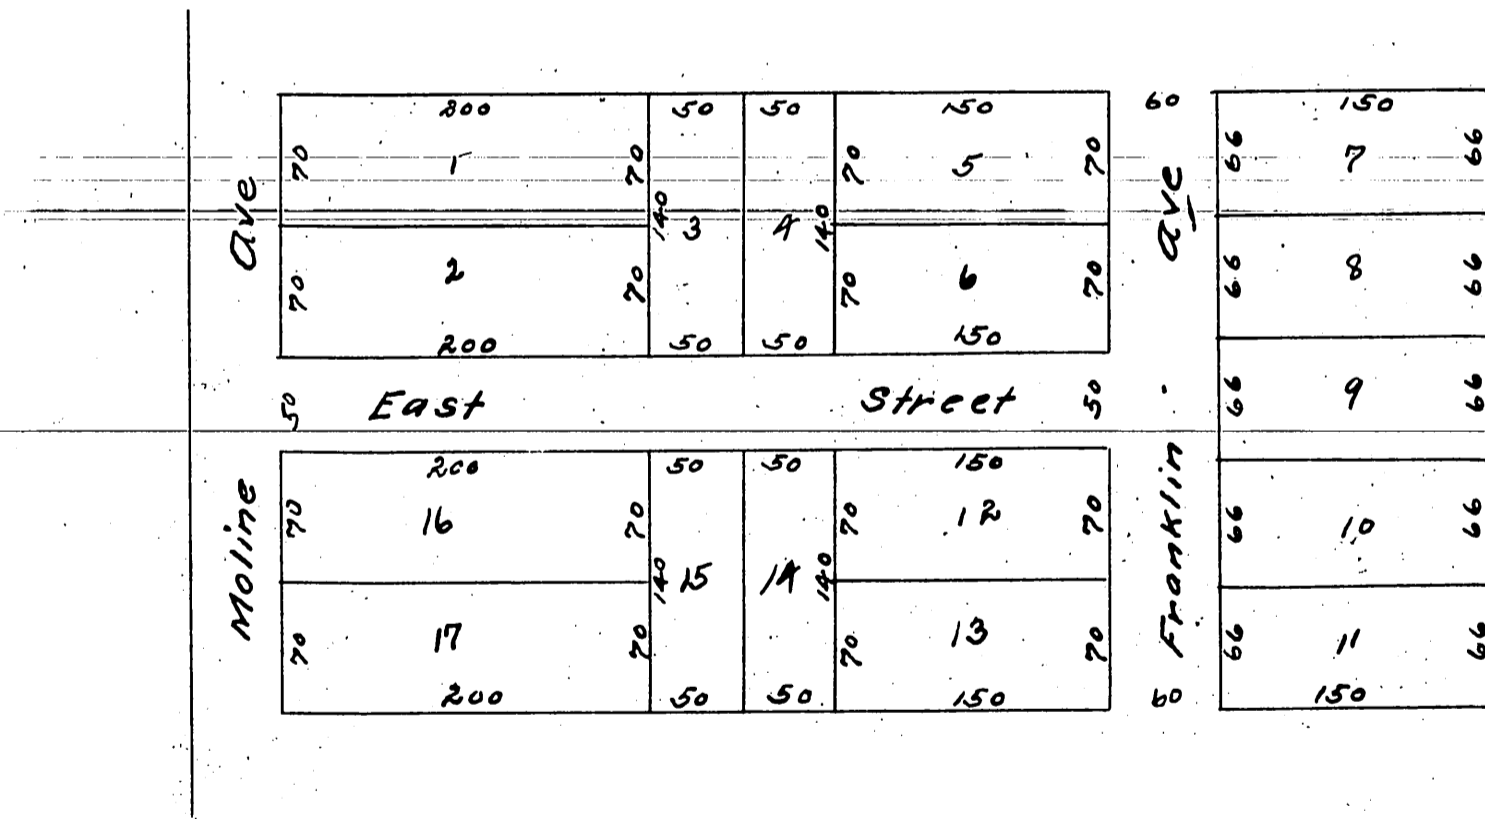 200 50 50 150 60 150
70 1 70 70 5 70 66 7 66
Ave Ave
140 3 4 140
70 2 70 70 6 70 66 8 66
200 50 50 150
50 East Street 50 66 9 66
200 50 50 150
Moline Franklin
70 16 70 70 12 70 66 10 66
140 15 14 140
70 17 70 70 13 70 66 11 66
200 50 50 150 60 150